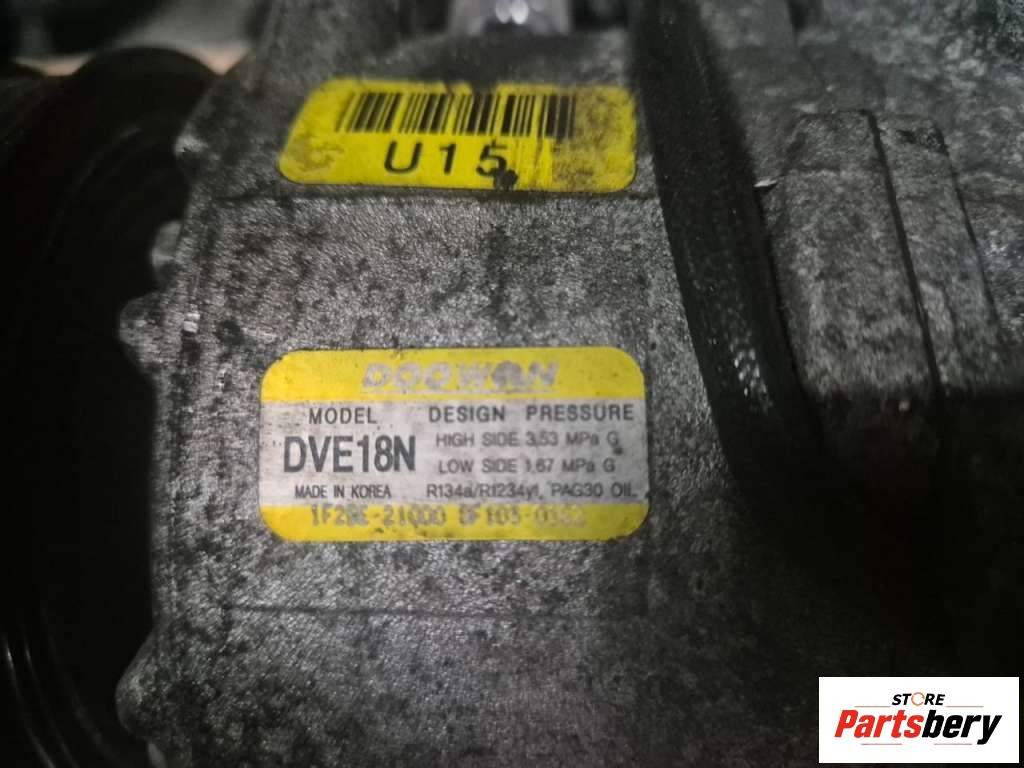 U15
DOOWON
MODEL DESIGN PRESSURE
DVE18N
HIGH SIDE 3,53 MPa G
LOW SIDE 1,67 MPa G
MADE IN KOREA R134a/R1234yf, PAG30 OIL
STORE
Partsbery